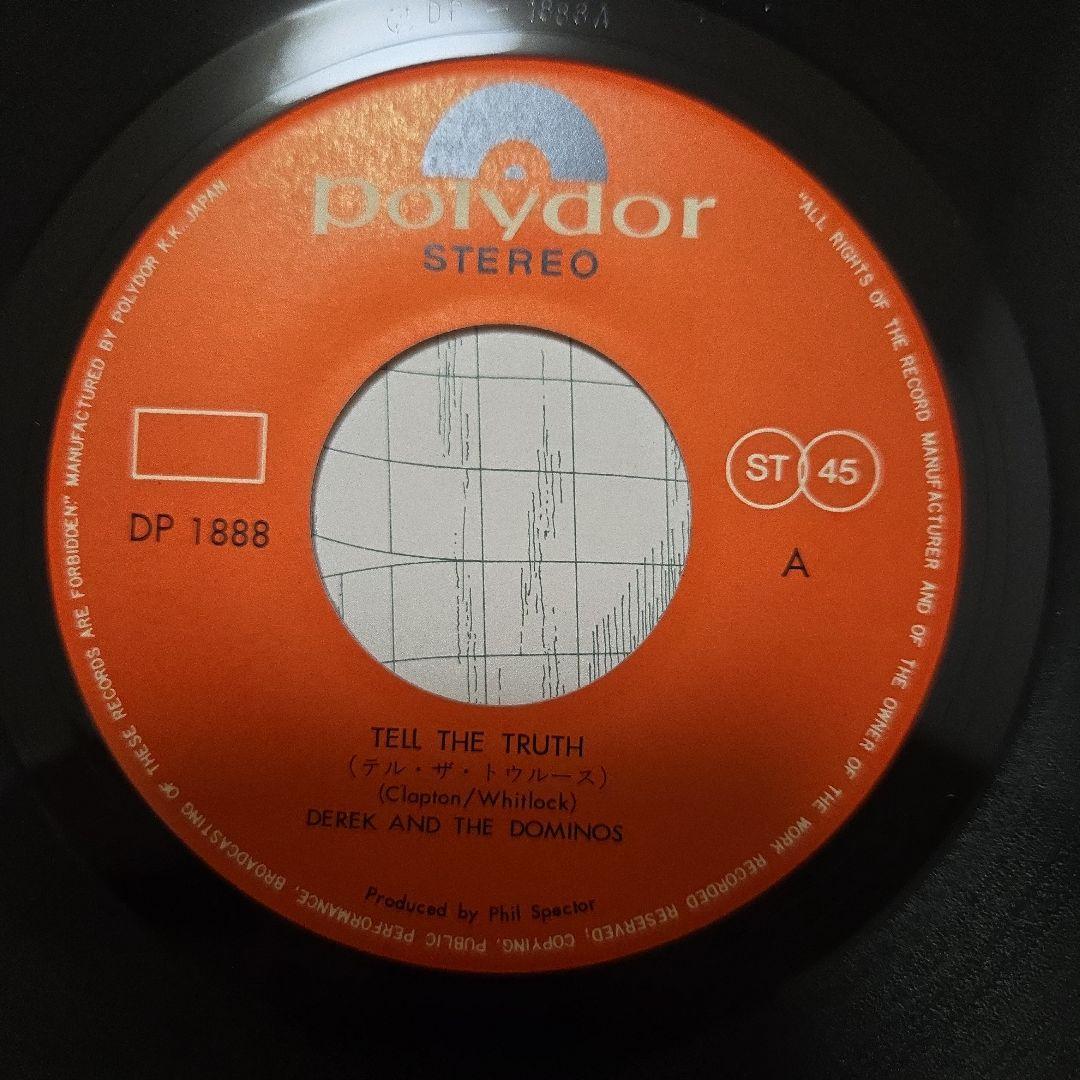 DP - 1888A
polydor
STEREO
"ALL RIGHTS OF THE RECORD MANUFACTURER AND OF THE OWNER OF THE WORK RECORDED RESERVED, COPYING, PUBLIC PERFORMANCE, BROADCASTING OF THESE RECORDS ARE FORBIDDEN" MANUFACTURED BY POLYDOR K.K., JAPAN
DP 1888
ST 45
A
TELL THE TRUTH
(テル・ザ・トゥルース)
(Clapton/Whitlock)
DEREK AND THE DOMINOS
Produced by Phil Spector